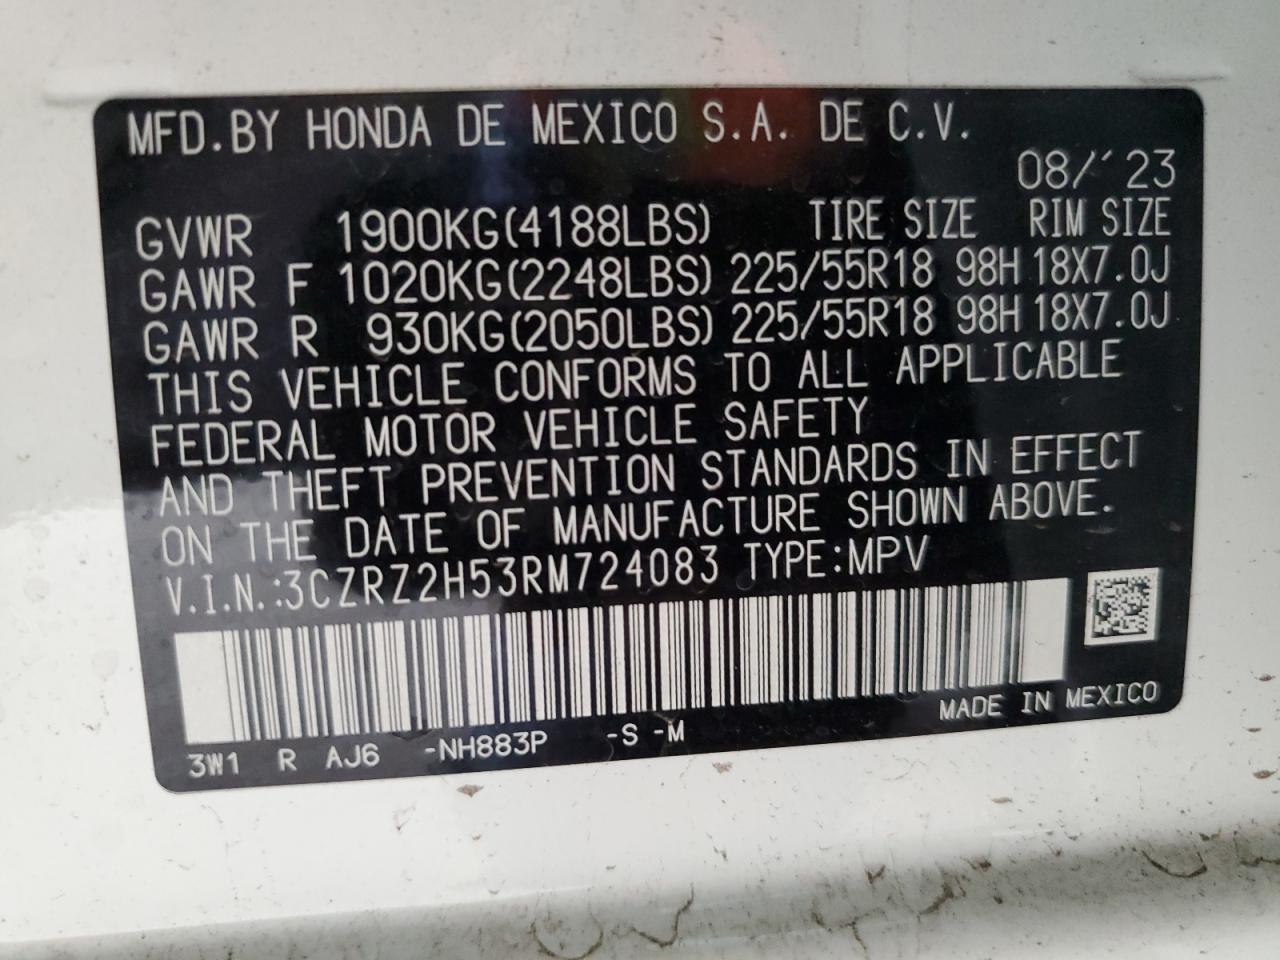 MFD.BY HONDA DE MEXICO S.A. DE C.V.
08/'23
GVWR 1900KG(4188LBS) TIRE SIZE RIM SIZE
GAWR F 1020KG(2248LBS) 225/55R18 98H 18X7.0J
GAWR R 930KG(2050LBS) 225/55R18 98H 18X7.0J
THIS VEHICLE CONFORMS TO ALL APPLICABLE
FEDERAL MOTOR VEHICLE SAFETY
AND THEFT PREVENTION STANDARDS IN EFFECT
ON THE DATE OF MANUFACTURE SHOWN ABOVE.
V.I.N.:3CZRZ2H53RM724083 TYPE:MPV
MADE IN MEXICO
3W1 R AJ6 -NH883P -S -M